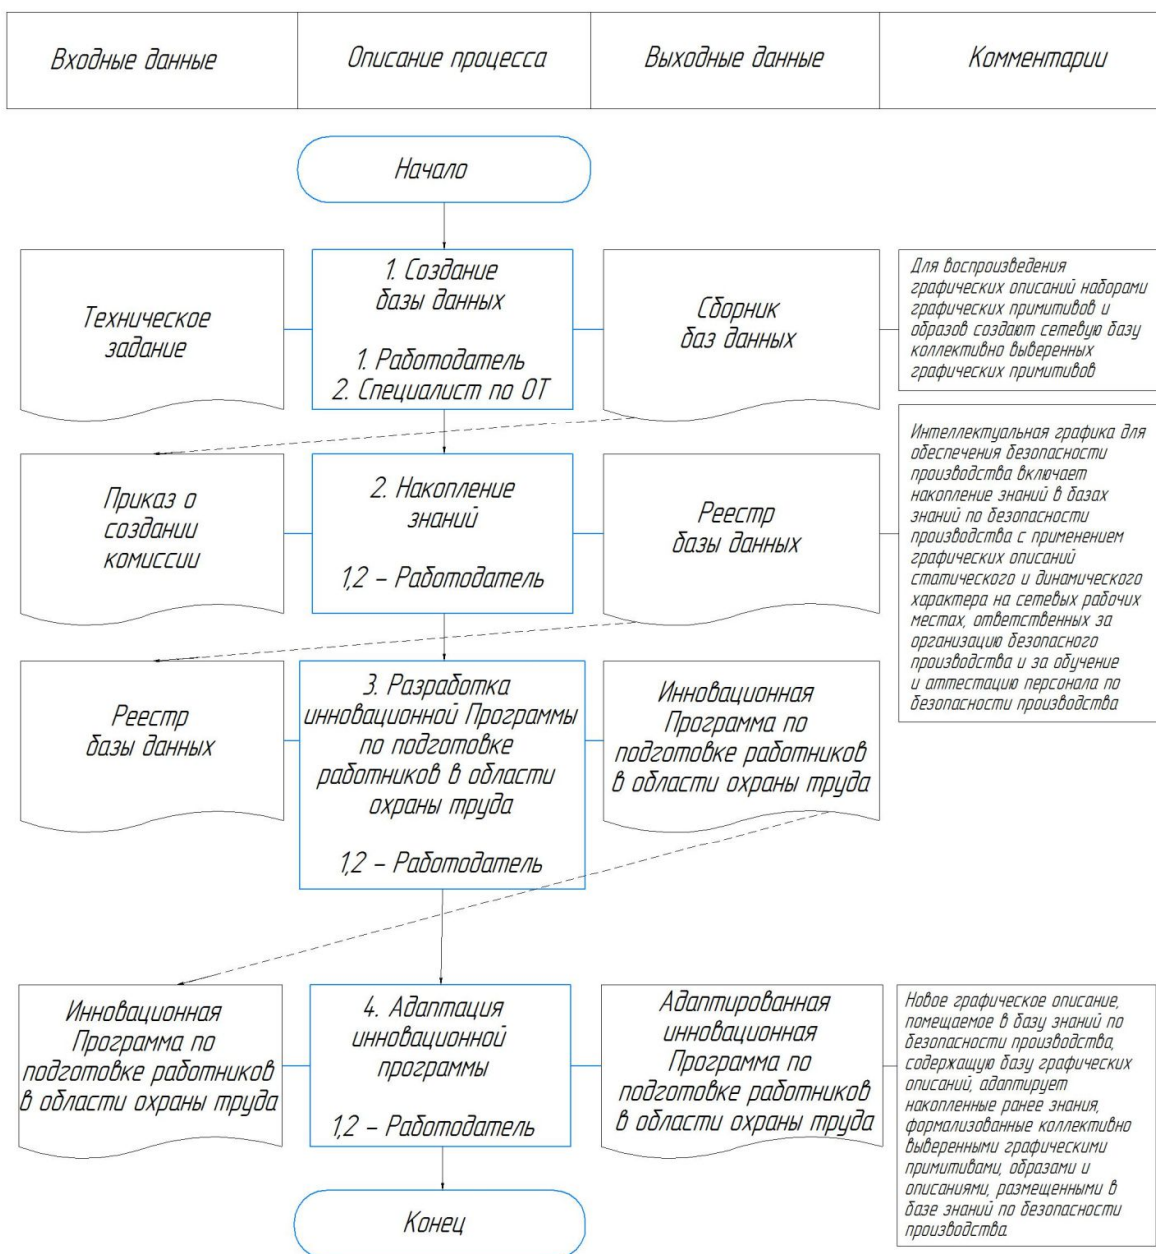 Входные данные
Описание процесса
Выходные данные
Комментарии
Начало
Техническое
задание
1. Создание
базы данных
1. Работодатель
2. Специалист по ОТ
Сборник
баз данных
Для воспроизведения
графических описаний наборами
графических примитивов и
образов создают сетевую базу
коллективно выверенных
графических примитивов
Приказ о
создании
комиссии
2. Накопление
знаний
1,2 – Работодатель
Реестр
базы данных
Интеллектуальная графика для
обеспечения безопасности
производства включает
накопление знаний в базах
знаний по безопасности
производства с применением
графических описаний
статического и динамического
характера на сетевых рабочих
местах, ответственных за
организацию безопасного
производства и за обучение
и аттестацию персонала по
безопасности производства
Реестр
базы данных
3. Разработка
инновационной Программы
по подготовке
работников в области
охраны труда
1,2 – Работодатель
Инновационная
Программа по
подготовке работников
в области охраны труда
Инновационная
Программа по
подготовке работников
в области охраны труда
4. Адаптация
инновационной
программы
1,2 – Работодатель
Адаптированная
инновационная
Программа по
подготовке работников
в области охраны труда
Новое графическое описание,
помещаемое в базу знаний по
безопасности производства,
содержащую базу графических
описаний, адаптирует
накопленные ранее знания,
формализованные коллективно
выверенными графическими
примитивами, образами и
описаниями, размещенными в
базе знаний по безопасности
производства.
Конец